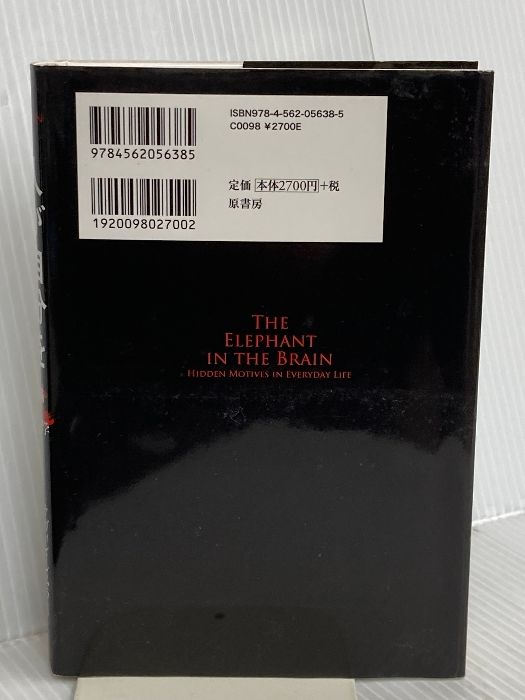 ISBN978-4-562-05638-5
C0098 ¥2700E
9784562056385
定価 本体2700円+税
原書房
1920098027002
THE
ELEPHANT
IN THE BRAIN
HIDDEN MOTIVES IN EVERYDAY LIFE